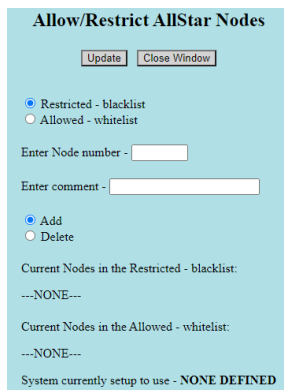 Allow/Restrict AllStar Nodes
Update Close Window
Restricted - blacklist
Allowed - whitelist
Enter Node number -
Enter comment -
Add
Delete
Current Nodes in the Restricted - blacklist:
---NONE---
Current Nodes in the Allowed - whitelist:
---NONE---
System currently setup to use - NONE DEFINED